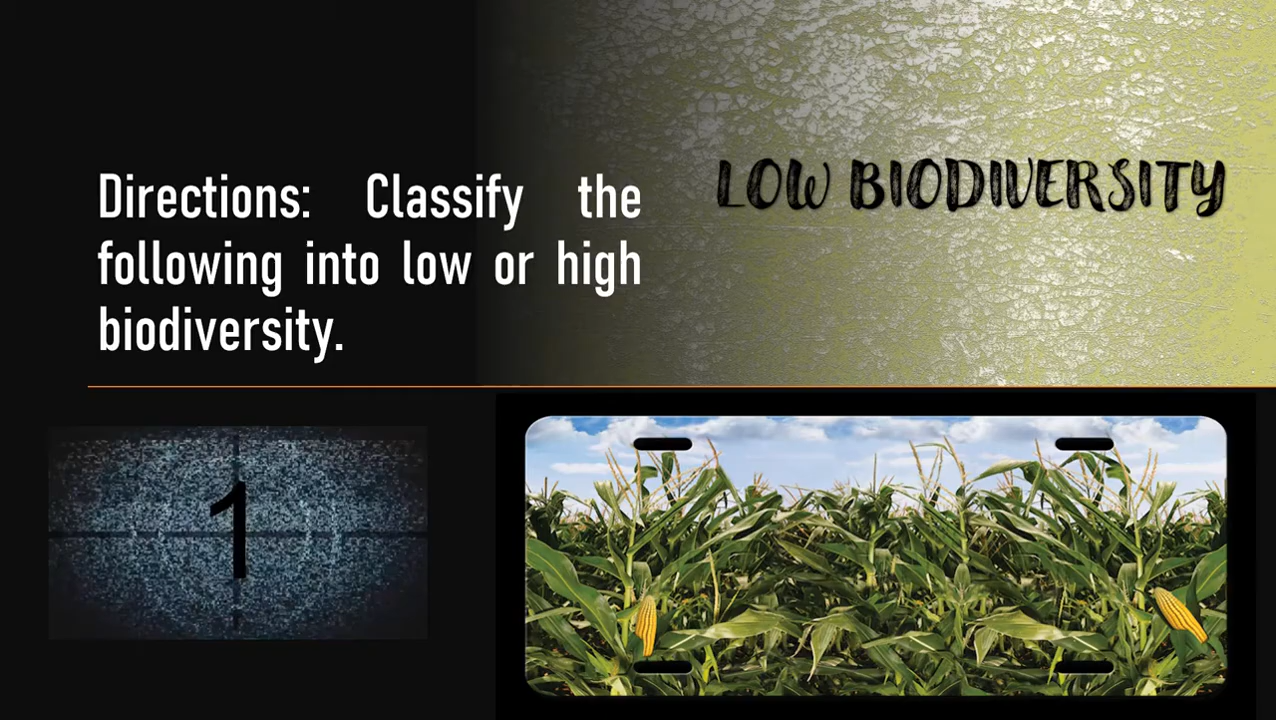 Directions: Classify the
following into low or high
biodiversity.
LOW BIODIVERSITY
1